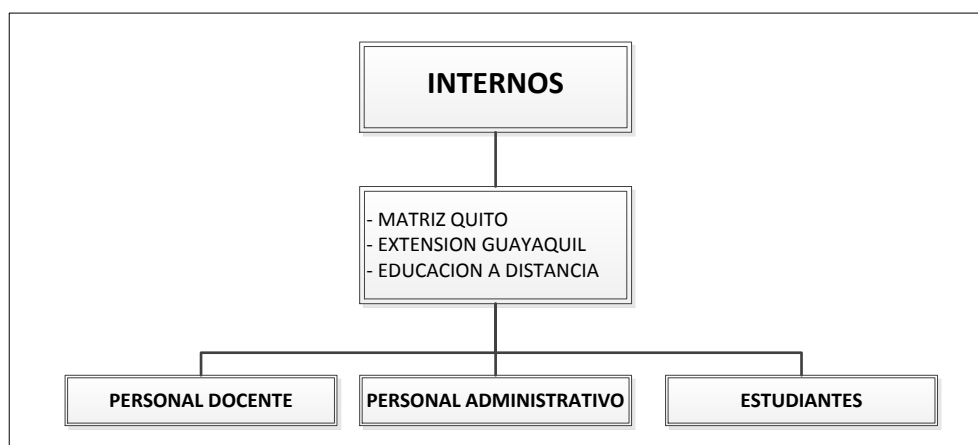 INTERNOS
- MATRIZ QUITO
- EXTENSION GUAYAQUIL
- EDUCACION A DISTANCIA
PERSONAL DOCENTE
PERSONAL ADMINISTRATIVO
ESTUDIANTES